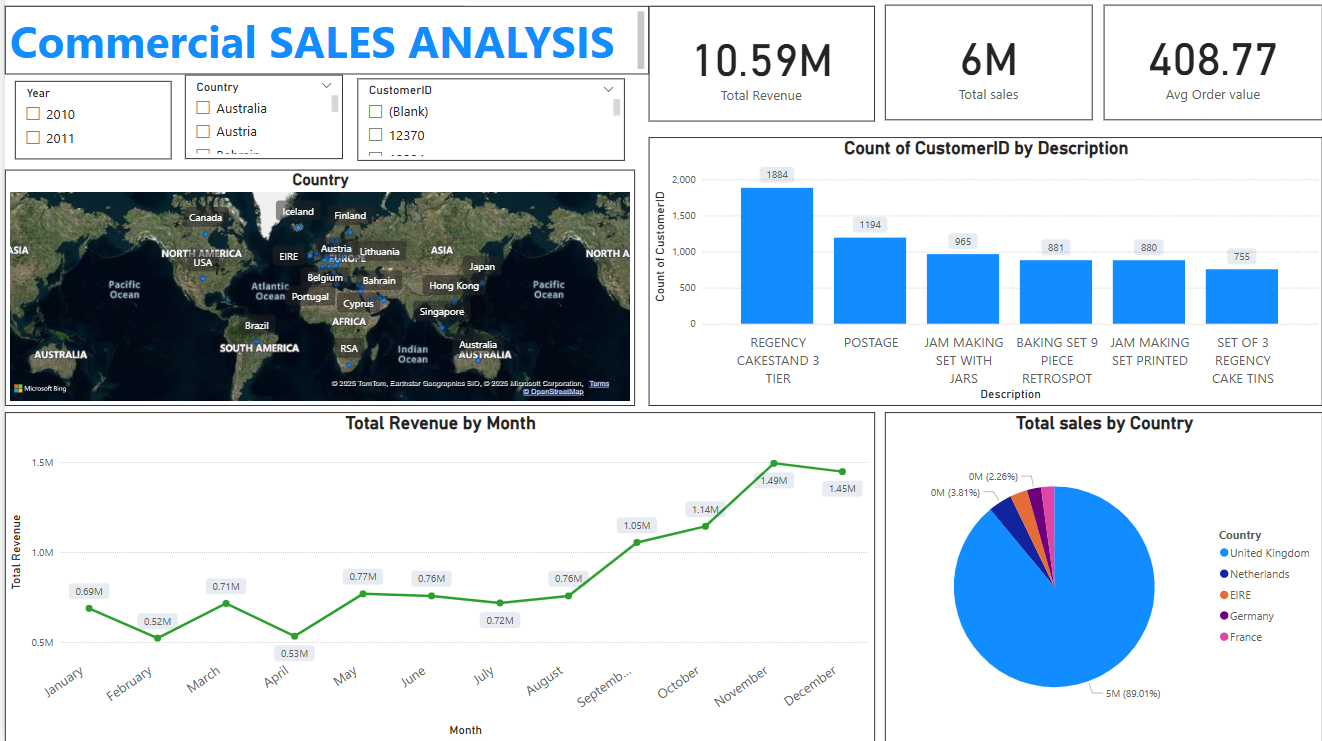 Commercial SALES ANALYSIS
10.59M
Total Revenue
6M
Total sales
408.77
Avg Order value
Year
2010
2011
Country
Australia
Austria
Bahrain
CustomerID
(Blank)
12370
Count of CustomerID by Description
Count of CustomerID
2,000
1,500
1,000
500
0
1884
1194
965
881
880
755
REGENCY
CAKESTAND 3
TIER
POSTAGE
JAM MAKING
SET WITH
JARS
BAKING SET 9
PIECE
RETROSPOT
JAM MAKING
SET PRINTED
SET OF 3
REGENCY
CAKE TINS
Description
Country
Canada
Iceland
Finland
ASIA
NORTH AMERICA
USA
EIRE
Austria
EUROPE
Lithuania
ASIA
NORTH A
Japan
Belgium
Bahrain
Hong Kong
Pacific
Ocean
Atlantic
Ocean
Portugal
Cyprus
Pacific
Ocean
Singapore
AFRICA
Brazil
SOUTH AMERICA
RSA
Indian
Ocean
AUSTRALIA
Australia
AUSTRALIA
Microsoft Bing
© 2025 TomTom, Earthstar Geographics SIO, © 2025 Microsoft Corporation, Terms
© OpenStreetMap
Total Revenue by Month
Total Revenue
1.5M
1.0M
0.5M
0.69M
0.52M
0.71M
0.53M
0.77M
0.76M
0.72M
0.76M
1.05M
1.14M
1.49M
1.45M
January
February
March
April
May
June
July
August
Septemb...
October
November
December
Month
Total sales by Country
0M (2.26%)
0M (3.81%)
5M (89.01%)
Country
United Kingdom
Netherlands
EIRE
Germany
France